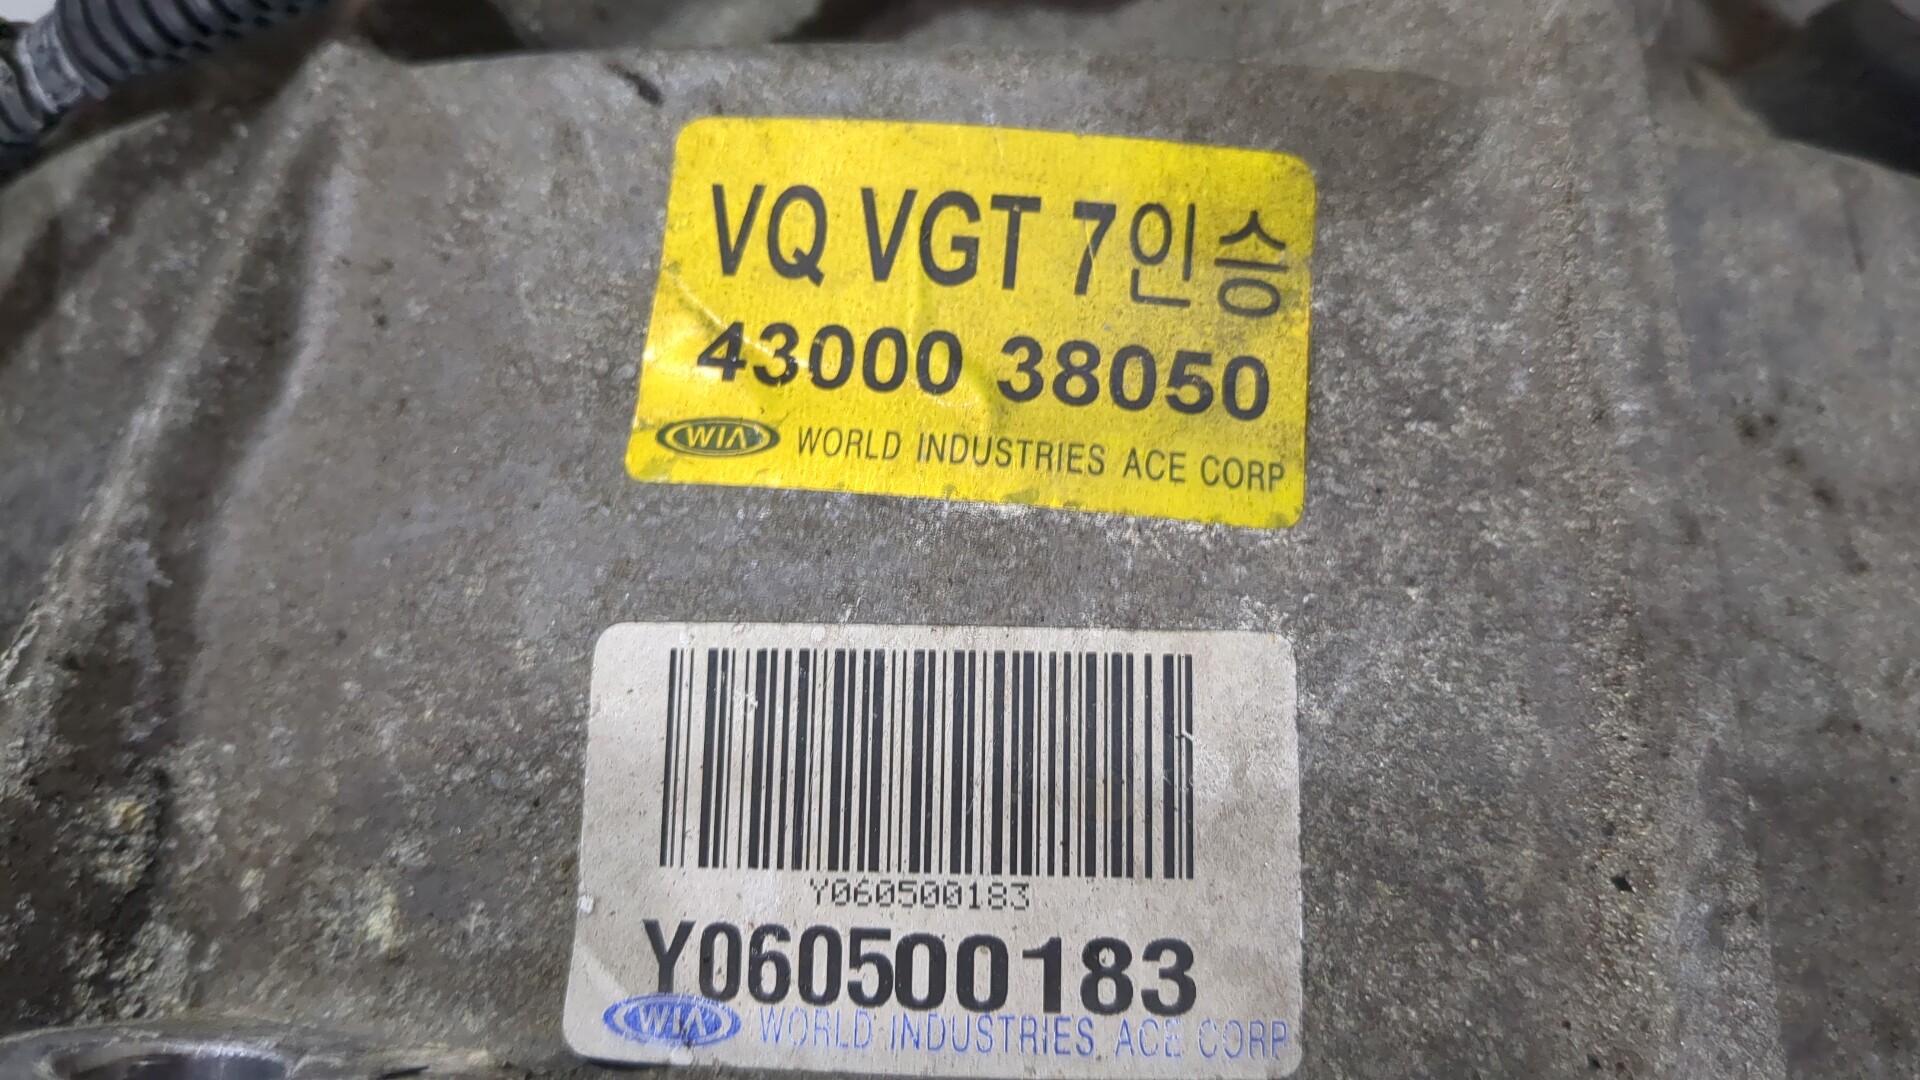 VQ VGT 7인승
43000 38050
WIA WORLD INDUSTRIES ACE CORP
Y060500183
Y060500183
WIA WORLD INDUSTRIES ACE CORP